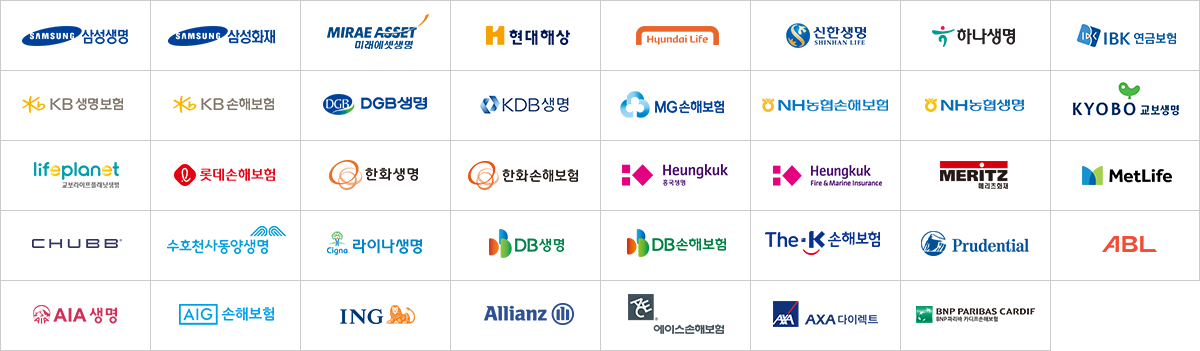 SAMSUNG 삼성생명
SAMSUNG 삼성화재
MIRAE ASSET
미래에셋생명
현대해상
Hyundai Life
신한생명
SHINHAN LIFE
하나생명
IBK 연금보험
KB 생명보험
KB 손해보험
DGB DGB생명
KDB생명
MG 손해보험
NH농협손해보험
NH농협생명
KYOBO 교보생명
lifeplanet
교보라이프플래닛생명
롯데손해보험
한화생명
한화손해보험
Heungkuk
흥국생명
Heungkuk
Fire & Marine Insurance
MERITZ
메리츠화재
MetLife
CHUBB®
수호천사동양생명
Cigna 라이나생명
DB생명
DB손해보험
The-K 손해보험
Prudential
ABL
AIA AIA 생명
AIG 손해보험
ING
Allianz
ACE
에이스손해보험
AXA AXA 다이렉트
BNP PARIBAS CARDIF
BNP파리바 카디프손해보험